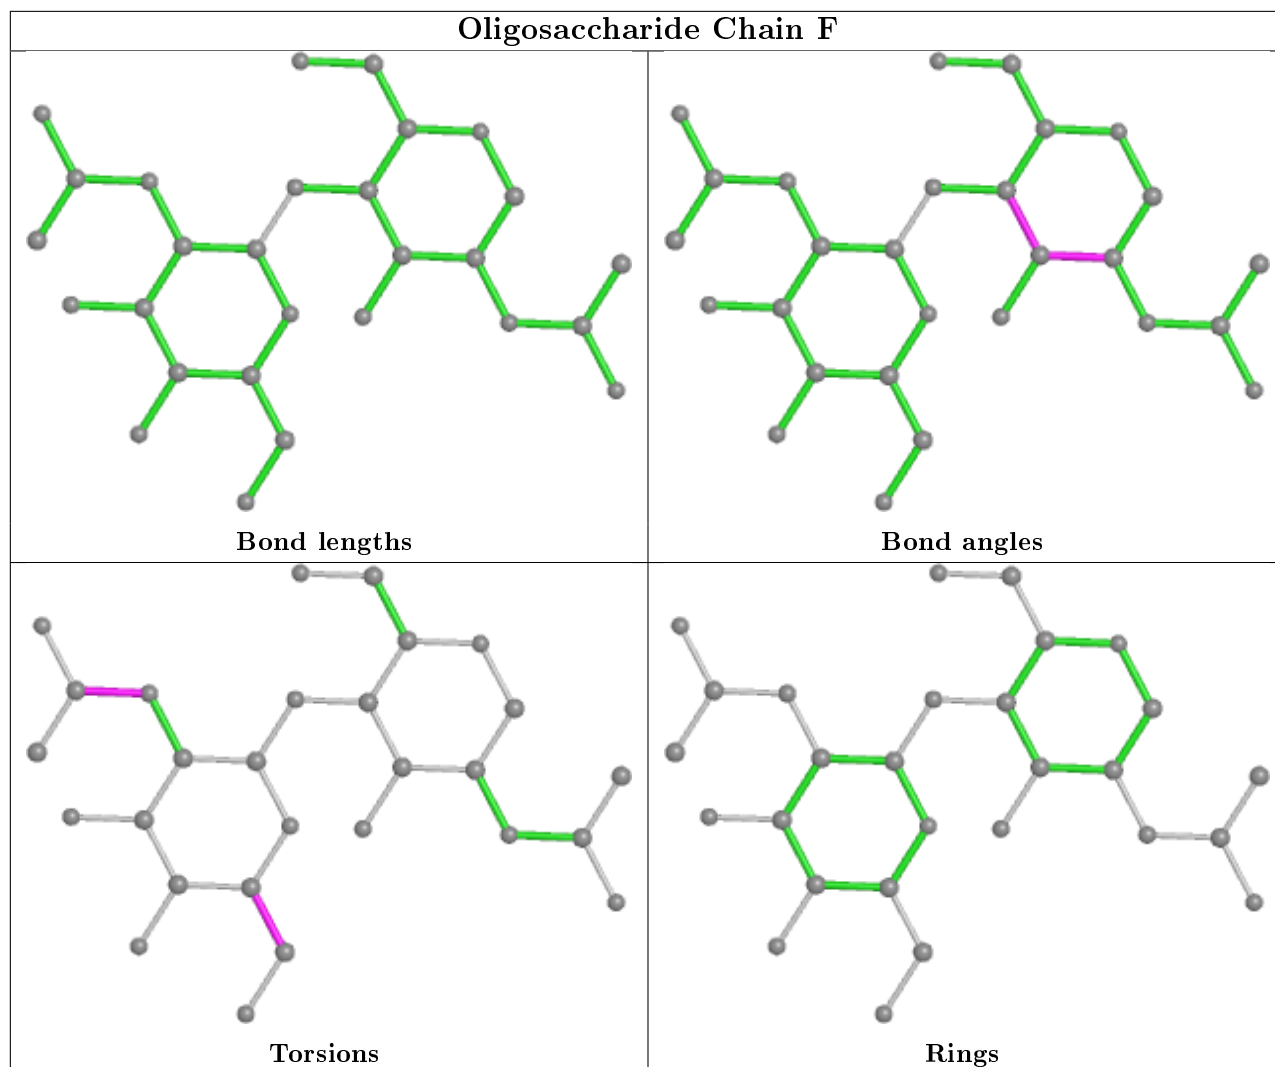 Oligosaccharide Chain F
Bond lengths
Bond angles
Torsions
Rings